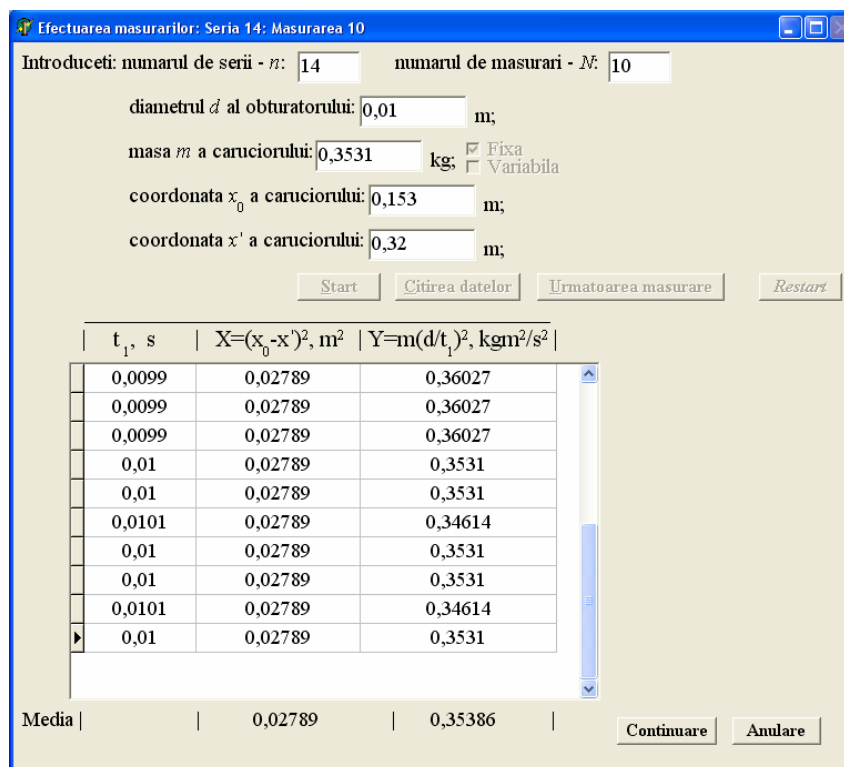 Efectuarea masurarilor: Seria 14: Masurarea 10
Introduceti: numarul de serii - n: 14 numarul de masurari - N: 10
diametrul d al obturatorului: 0,01 m;
masa m a caruciorului: 0,3531 kg; Fixa
Variabila
coordonata x₀ a caruciorului: 0,153 m;
coordonata x' a caruciorului: 0,32 m;
Start Citirea datelor Urmatoarea masurare Restart
| t₁, s | X=(x₀-x')², m² | Y=m(d/t₁)², kgm²/s² |
0,0099 0,02789 0,36027
0,0099 0,02789 0,36027
0,0099 0,02789 0,36027
0,01 0,02789 0,3531
0,01 0,02789 0,3531
0,0101 0,02789 0,34614
0,01 0,02789 0,3531
0,01 0,02789 0,3531
0,0101 0,02789 0,34614
0,01 0,02789 0,3531
Media | | 0,02789 | 0,35386 |
Continuare Anulare